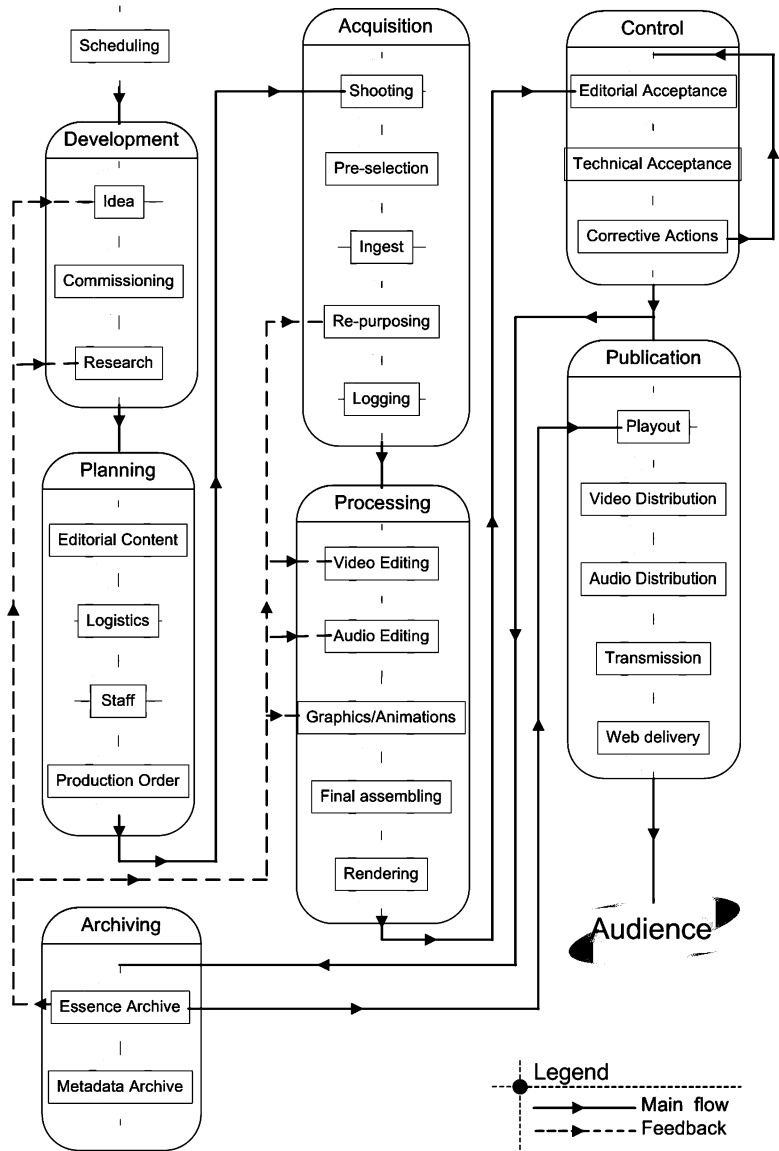 Scheduling
Development
Idea
Commissioning
Research
Planning
Editorial Content
Logistics
Staff
Production Order
Archiving
Essence Archive
Metadata Archive
Acquisition
Shooting
Pre-selection
Ingest
Re-purposing
Logging
Processing
Video Editing
Audio Editing
Graphics/Animations
Final assembling
Rendering
Control
Editorial Acceptance
Technical Acceptance
Corrective Actions
Publication
Playout
Video Distribution
Audio Distribution
Transmission
Web delivery
Audience
Legend
Main flow
Feedback